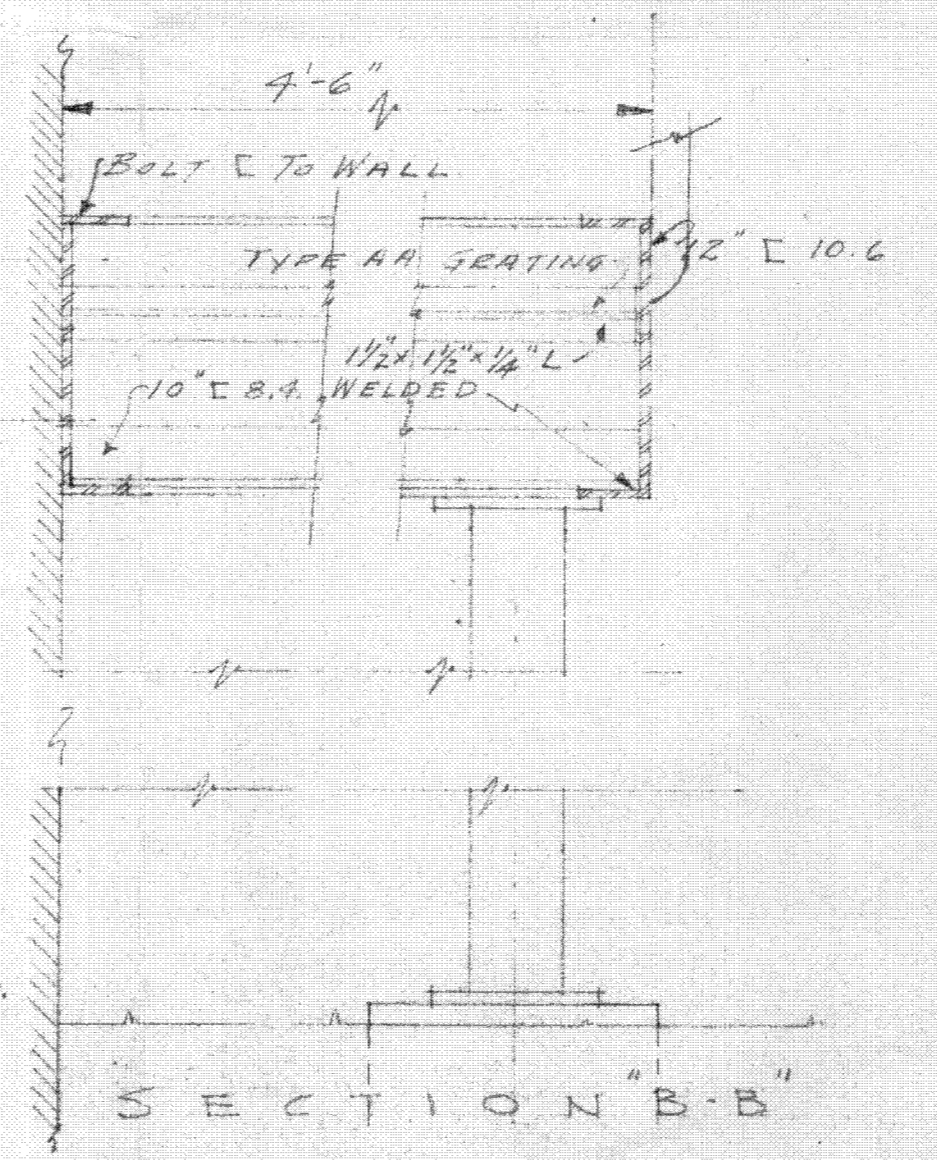 4'-6"
BOLT [ TO WALL
TYPE AA GRATING
12" [ 10.6
1½" x 1½" x ¼" L
10" [ 8.4 WELDED
SECTION "B-B"